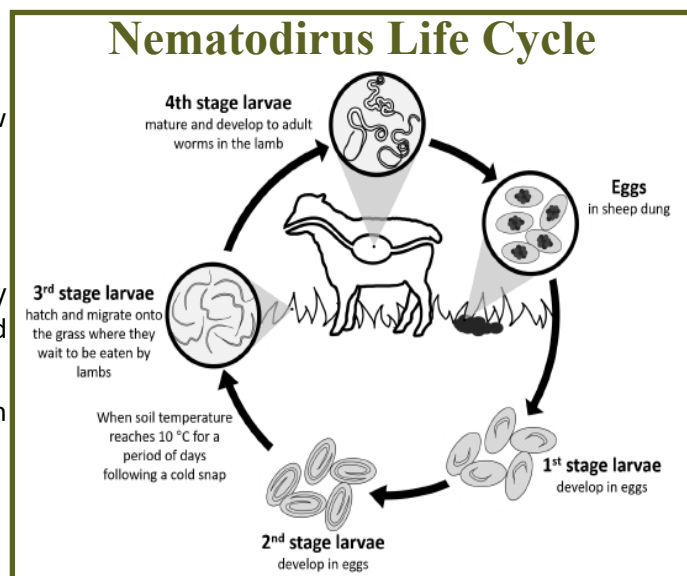 Nematodirus Life Cycle
4th stage larvae
mature and develop to adult
worms in the lamb
Eggs
in sheep dung
1st stage larvae
develop in eggs
2nd stage larvae
develop in eggs
When soil temperature
reaches 10 °C for a
period of days
following a cold snap
3rd stage larvae
hatch and migrate onto
the grass where they
wait to be eaten by
lambs